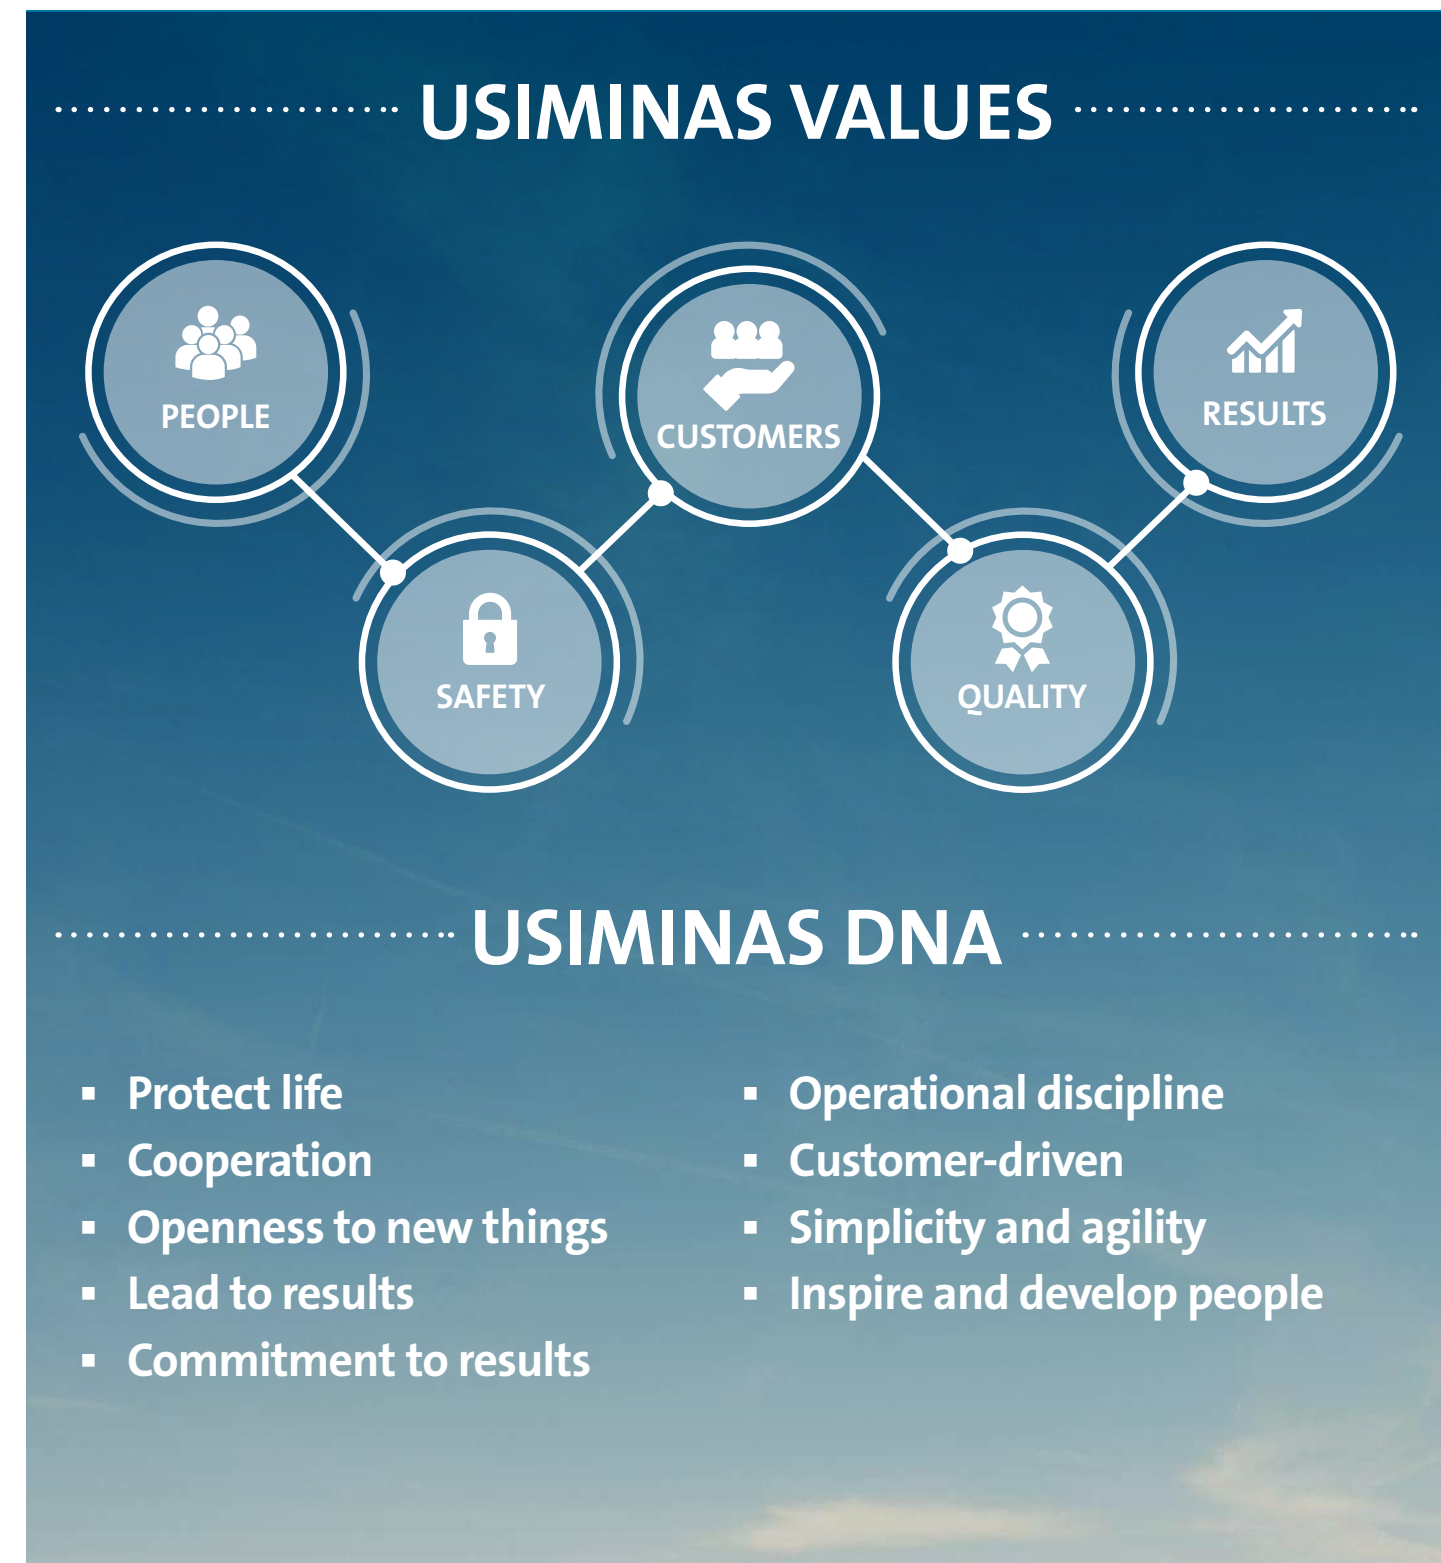 USIMINAS VALUES
PEOPLE
CUSTOMERS
RESULTS
SAFETY
QUALITY
USIMINAS DNA
▪ Protect life
▪ Cooperation
▪ Openness to new things
▪ Lead to results
▪ Commitment to results
▪ Operational discipline
▪ Customer-driven
▪ Simplicity and agility
▪ Inspire and develop people